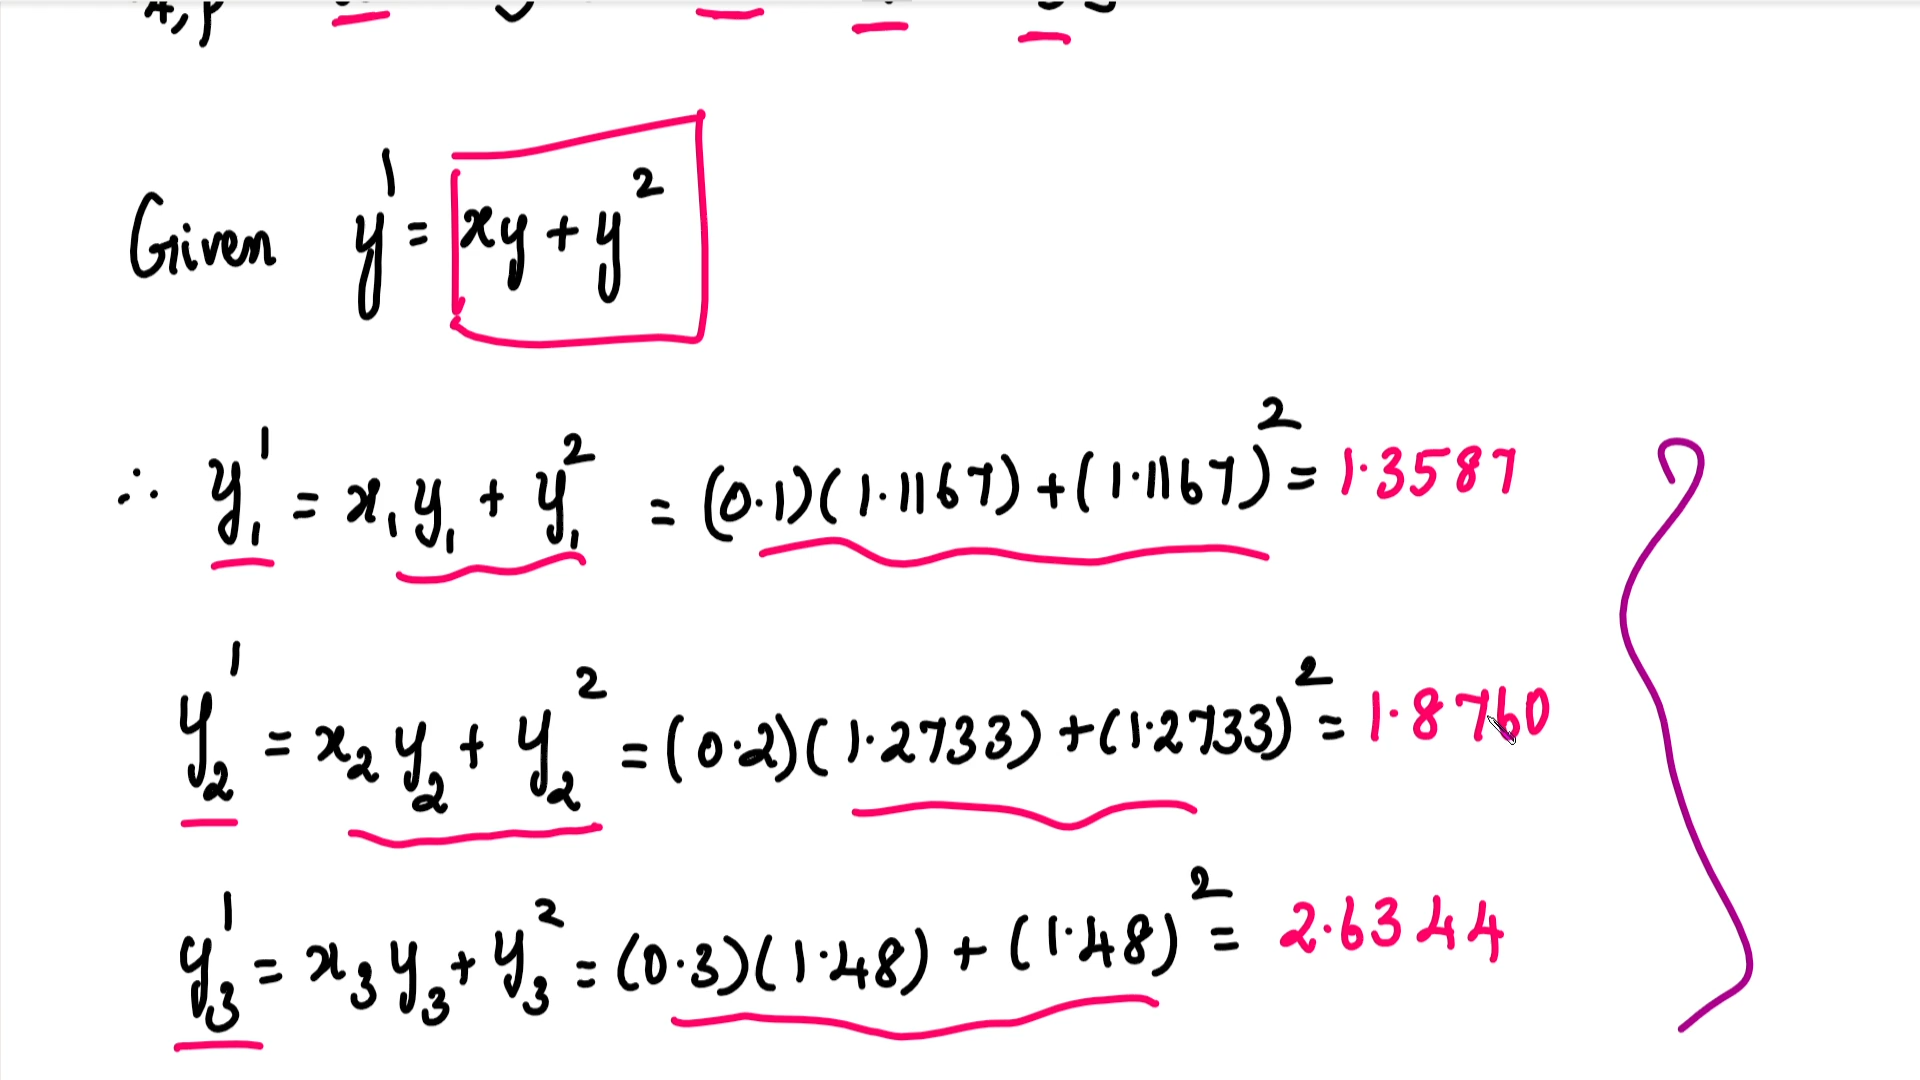 4,p
Given y' = xy + y²
∴ y₁' = x₁y₁ + y₁² = (0.1)(1.1167) + (1.1167)² = 1.3587
y₂' = x₂y₂ + y₂² = (0.2)(1.2733) + (1.2733)² = 1.8760
y₃' = x₃y₃ + y₃² = (0.3)(1.48) + (1.48)² = 2.6344